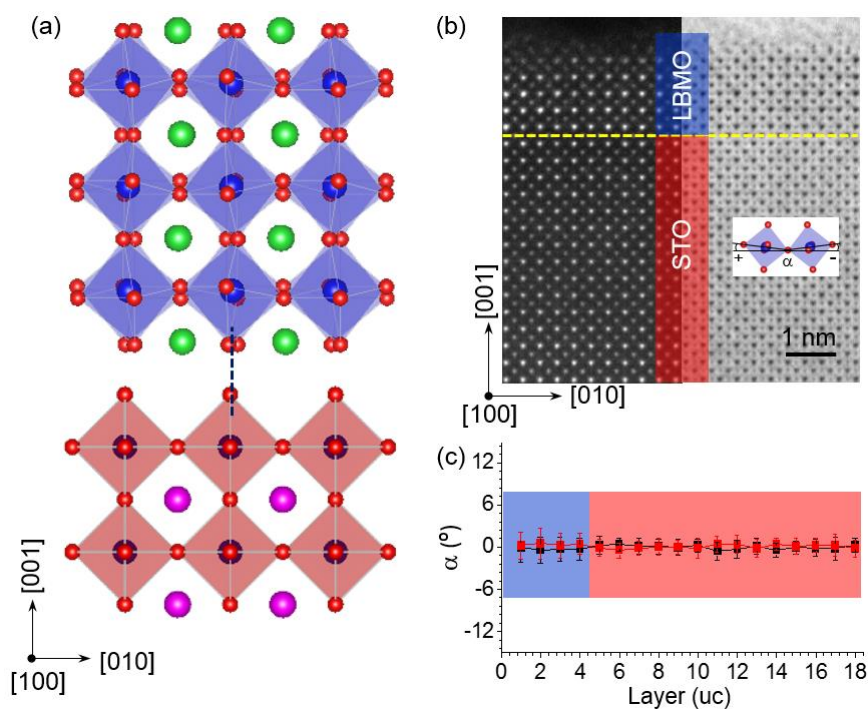 (a)
[001]
[010]
[100]
(b)
LBMO
STO
+ α -
1 nm
[001]
[010]
[100]
(c)
α (º)
12
6
0
-6
-12
0 2 4 6 8 10 12 14 16 18
Layer (uc)